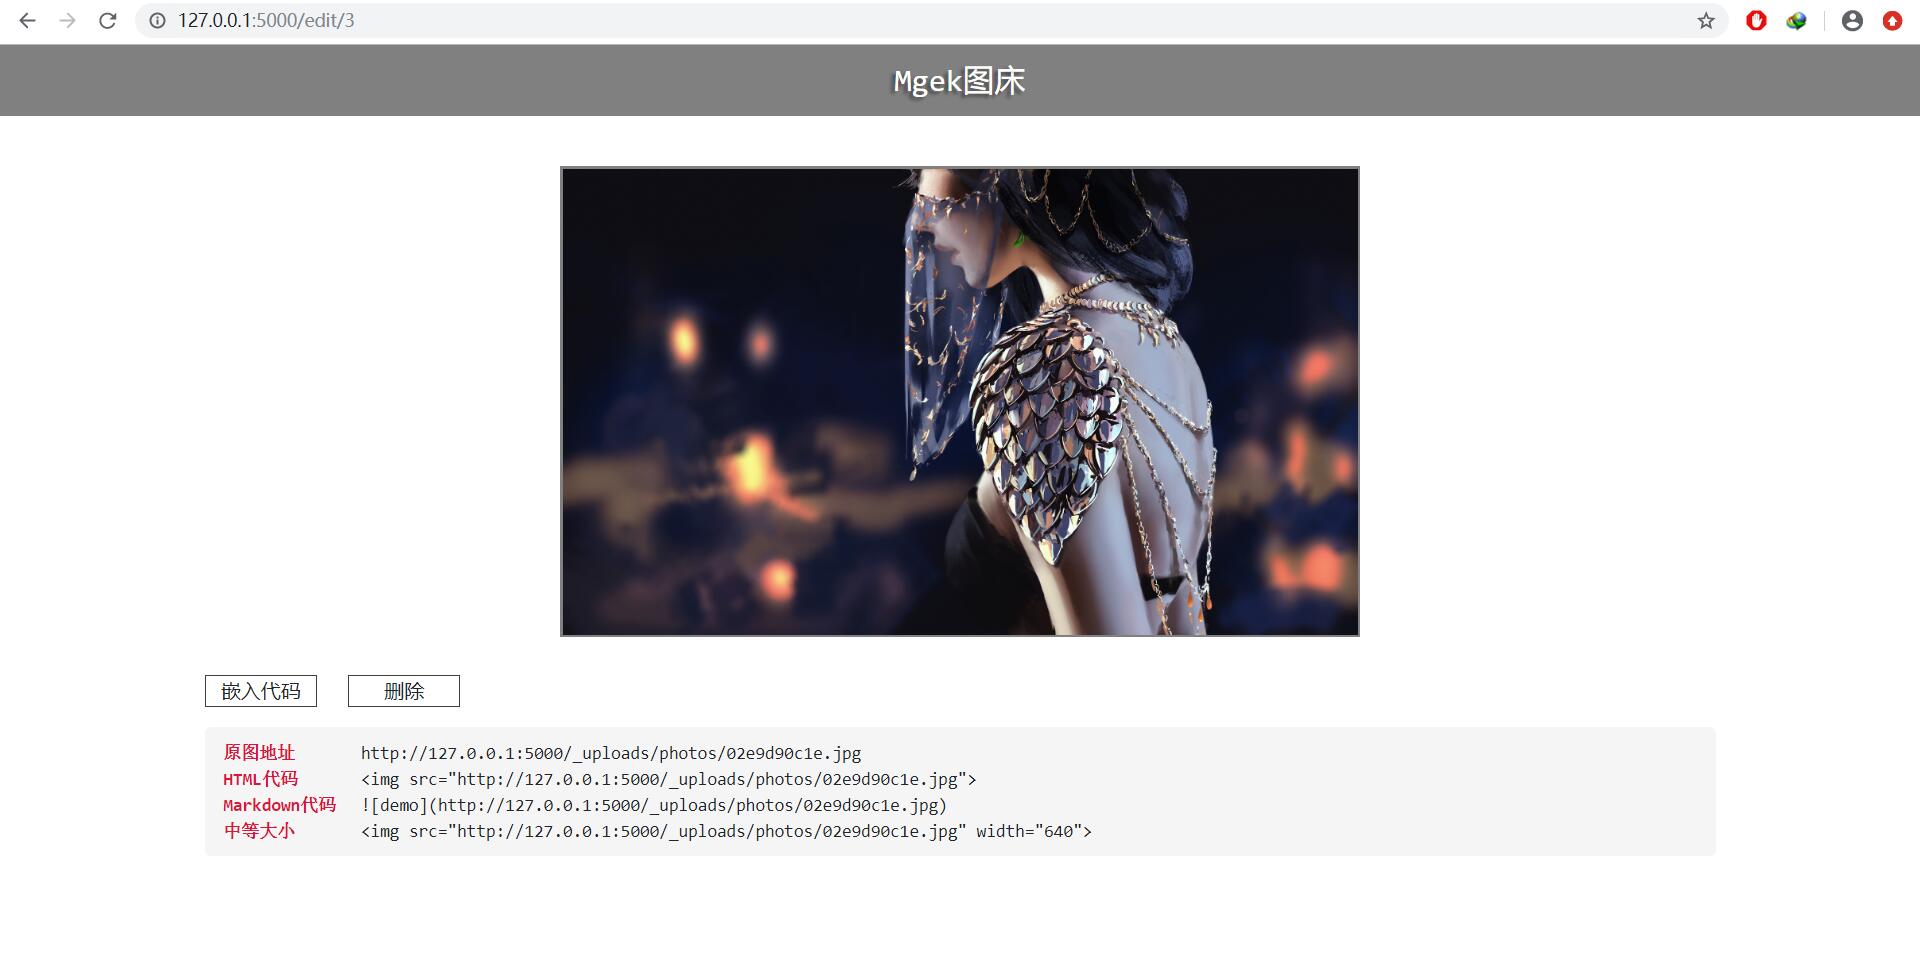 127.0.0.1:5000/edit/3
Mgek图床
嵌入代码 删除
原图地址 http://127.0.0.1:5000/_uploads/photos/02e9d90c1e.jpg
HTML代码 <img src="http://127.0.0.1:5000/_uploads/photos/02e9d90c1e.jpg">
Markdown代码 ![demo](http://127.0.0.1:5000/_uploads/photos/02e9d90c1e.jpg)
中等大小 <img src="http://127.0.0.1:5000/_uploads/photos/02e9d90c1e.jpg" width="640">